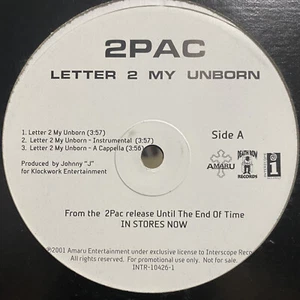 2PAC
LETTER 2 MY UNBORN
1. Letter 2 My Unborn (3:57)
2. Letter 2 My Unborn - Instrumental (3:57)
3. Letter 2 My Unborn - A Cappella (3:56)
Side A
Produced by Johnny "J"
for Klockwork Entertainment
AMARU
DEATH ROW
RECORDS
i
From the 2Pac release Until The End Of Time
IN STORES NOW
℗2001 Amaru Entertainment under exclusive license to Interscope Records.
All rights reserved. For promotional use only. Not for sale.
INTR-10426-1